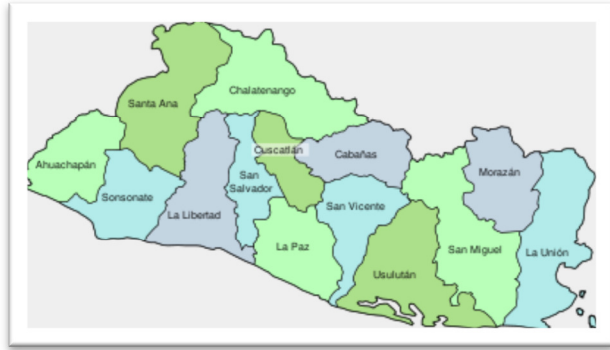 Chalatenango
Santa Ana
Cuscatlán
Cabañas
Ahuachapán
Morazán
San
Salvador
Sonsonate
San Vicente
La Libertad
La Paz
San Miguel
La Unión
Usulután